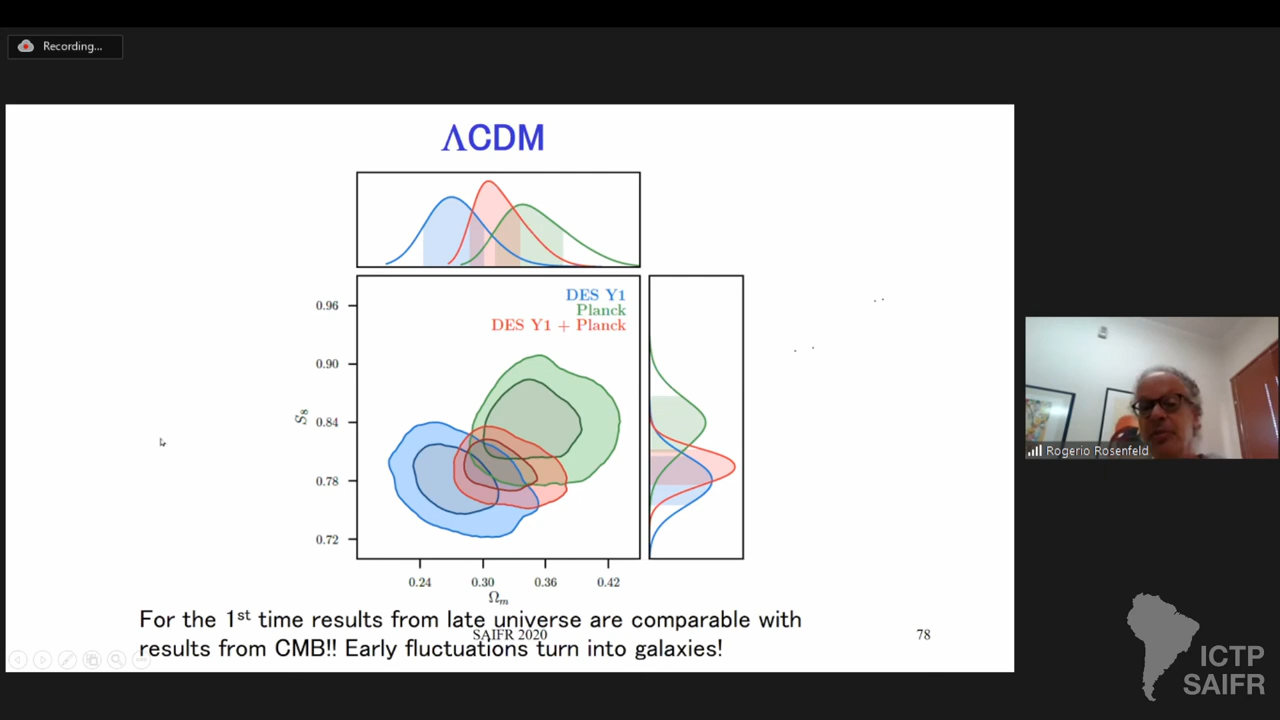 Recording...
ΛCDM
DES Y1
Planck
DES Y1 + Planck
0.96
0.90
0.84
0.78
0.72
S8
0.24 0.30 0.36 0.42
Ωm
For the 1st time results from late universe are comparable with
SAIFR 2020
78
results from CMB!! Early fluctuations turn into galaxies!
Rogerio Rosenfeld
ICTP
SAIFR